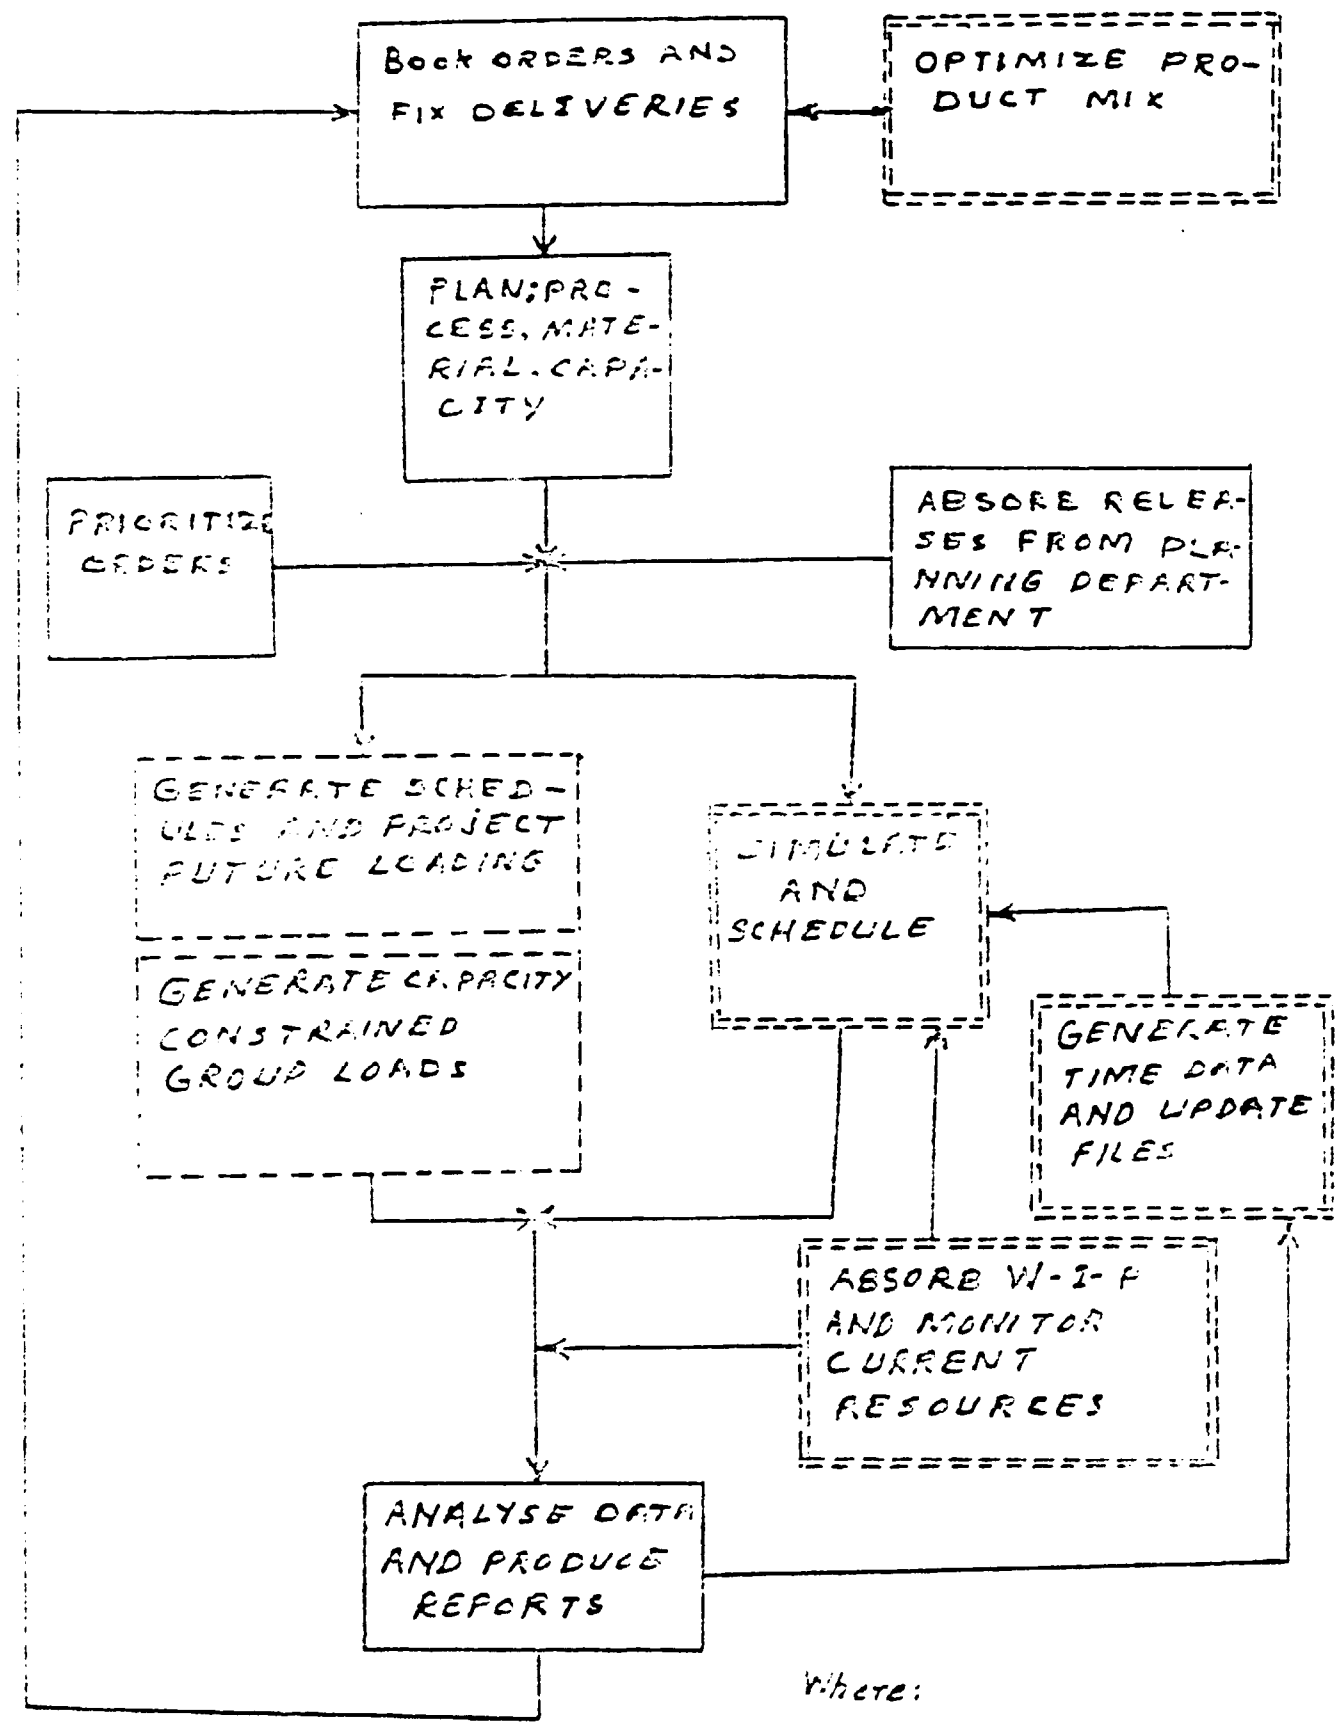 BOOK ORDERS AND
FIX DELIVERIES
OPTIMIZE PRO-
DUCT MIX
PLAN:PRO-
CESS, MATE-
RIAL, CAPA-
CITY
PRIORITIZE
ORDERS
ABSORB RELEA-
SES FROM PLA-
NNING DEPART-
MENT
GENERATE SCHED-
ULES AND PROJECT
FUTURE LOADING
GENERATE CAPACITY
CONSTRAINED
GROUP LOADS
SIMULATE
AND
SCHEDULE
GENERATE
TIME DATA
AND UPDATE
FILES
ABSORB W-I-P
AND MONITOR
CURRENT
RESOURCES
ANALYSE DATA
AND PRODUCE
REPORTS
Where: